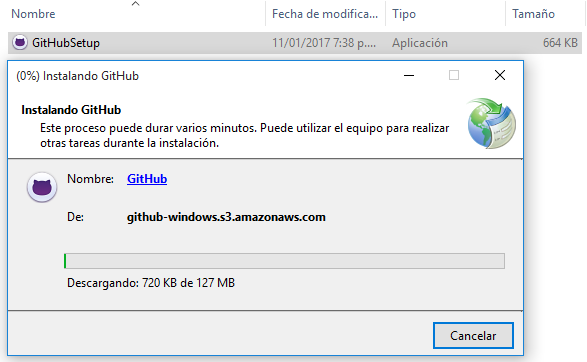 Nombre Fecha de modifica... Tipo Tamaño
GitHubSetup 11/01/2017 7:38 p.... Aplicación 664 KB
(0%) Instalando GitHub
Instalando GitHub
Este proceso puede durar varios minutos. Puede utilizar el equipo para realizar
otras tareas durante la instalación.
Nombre: GitHub
De: github-windows.s3.amazonaws.com
Descargando: 720 KB de 127 MB
Cancelar